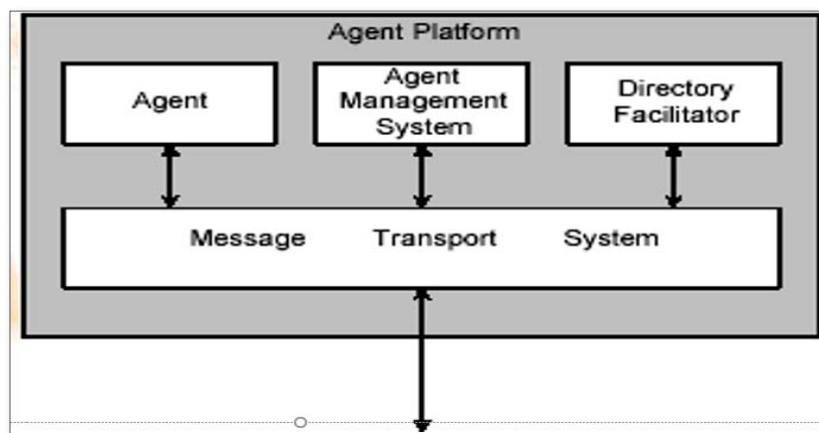 Agent Platform
Agent
Agent
Management
System
Directory
Facilitator
Message Transport System